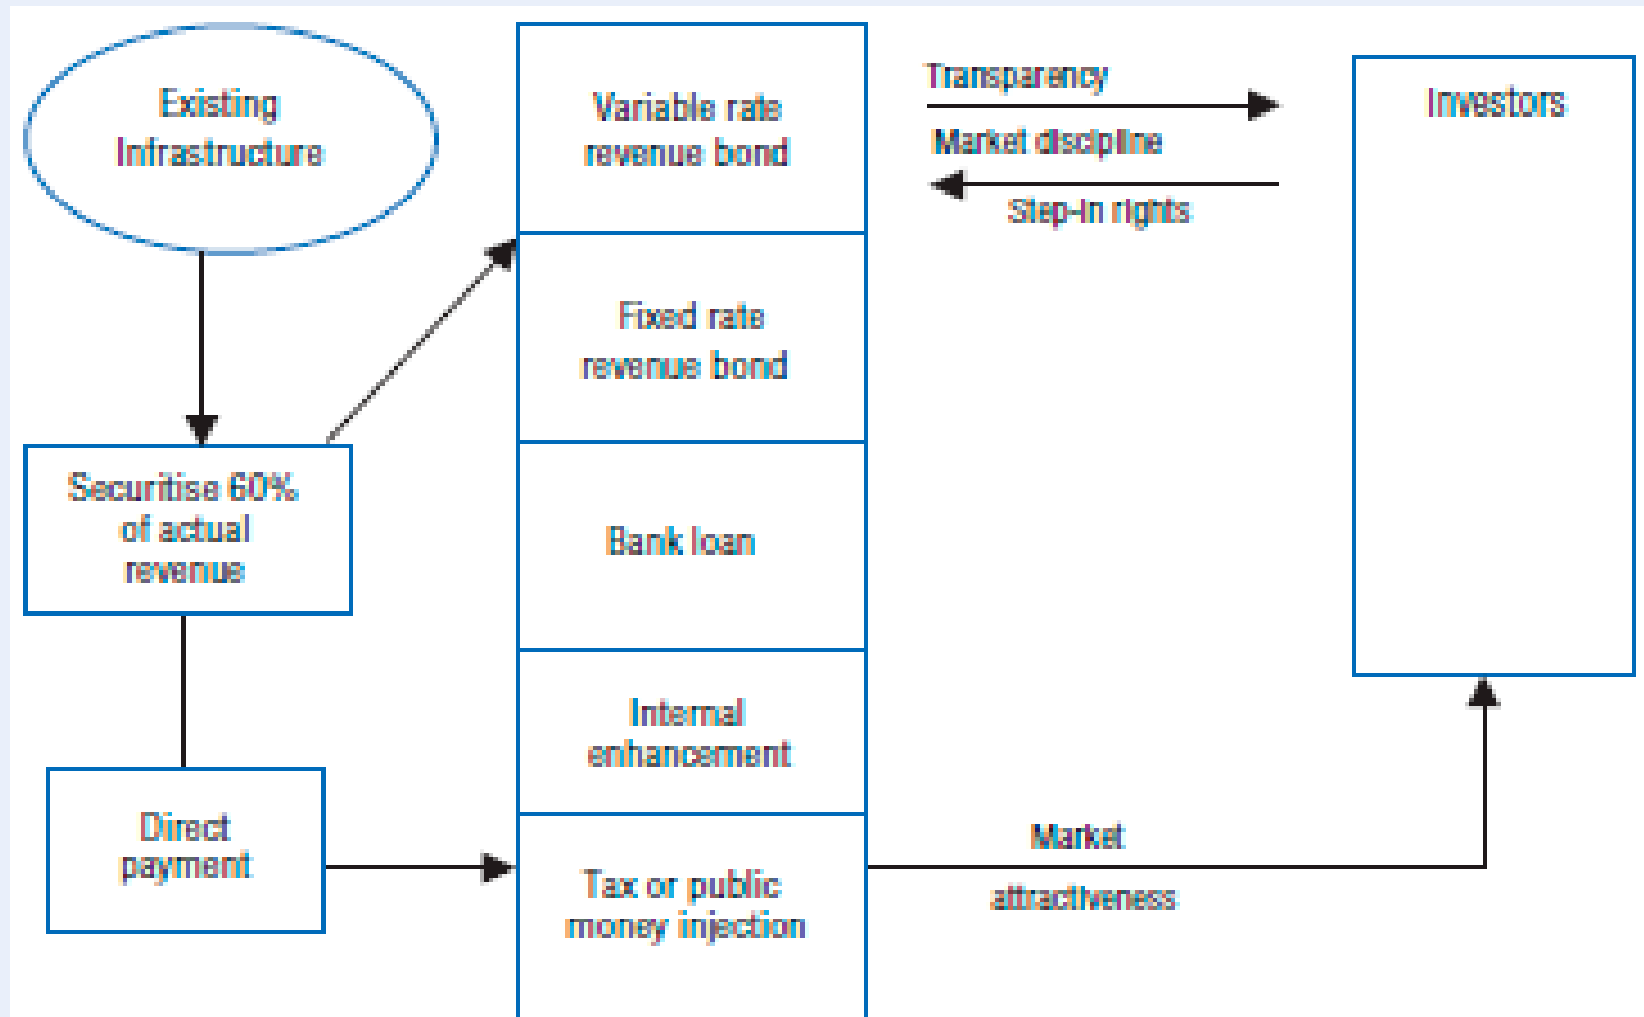 Existing
Infrastructure
Securitise 60%
of actual
revenue
Direct
payment
Variable rate
revenue bond
Fixed rate
revenue bond
Bank loan
Internal
enhancement
Tax or public
money injection
Transparency
Market discipline
Step-in rights
Market
attractiveness
Investors